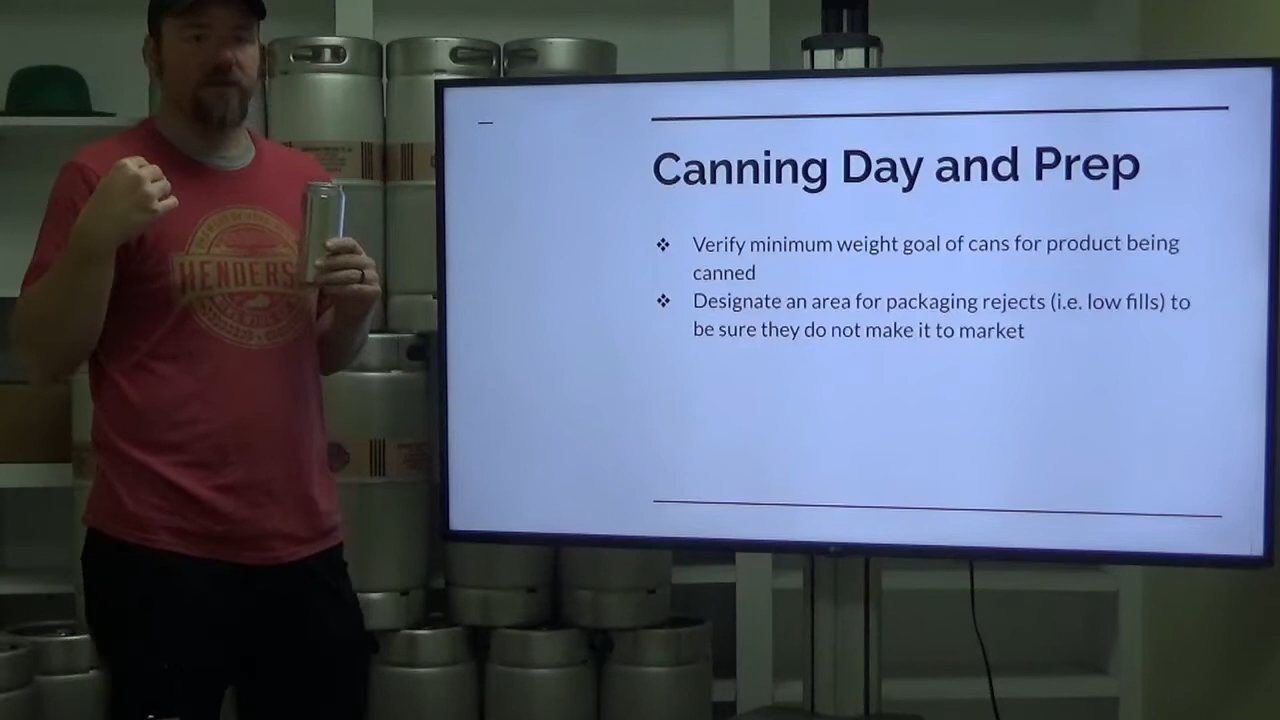 Canning Day and Prep
❖ Verify minimum weight goal of cans for product being
canned
❖ Designate an area for packaging rejects (i.e. low fills) to
be sure they do not make it to market
HENDERS